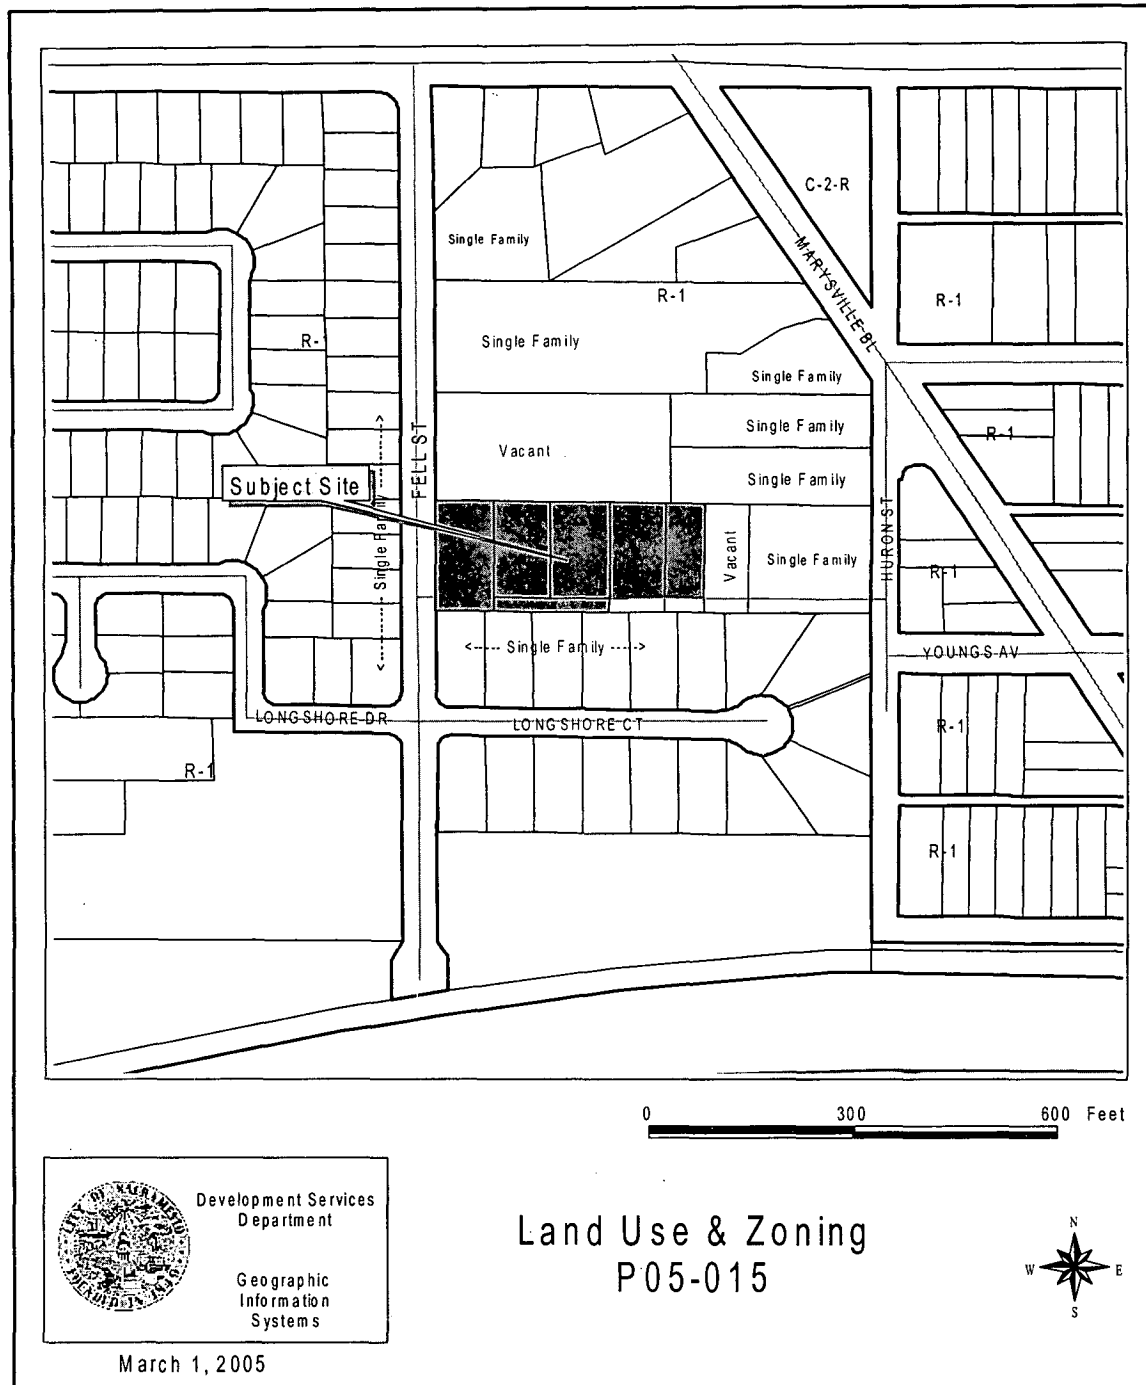 C-2-R
MARYSVILLE BL
Single Family
R-1
R-1
R-1
Single Family
Single Family
Single Family
R-1
Vacant
FELL ST
Subject Site
Single Family
<---- Single Family ---->
Vacant
Single Family
HURON ST
R-1
<----- Single Family ----->
YOUNGS AV
LONGSHORE DR
LONGSHORE CT
R-1
R-1
R-1
0 300 600 Feet
CITY OF SACRAMENTO
Development Services
Department
Geographic
Information
Systems
Land Use & Zoning
P05-015
N
W E
S
March 1, 2005